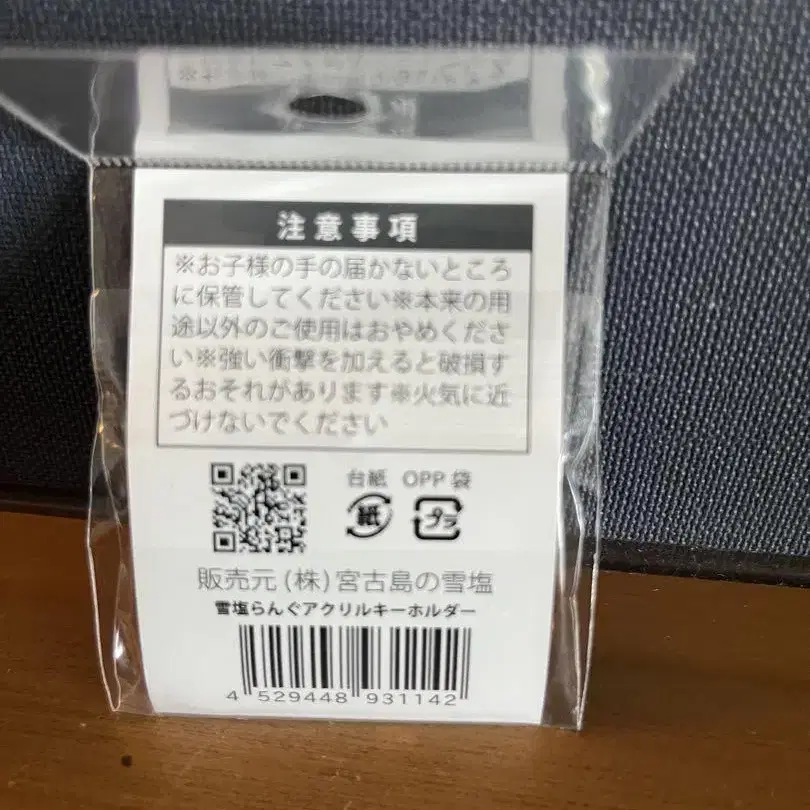 注意事項
※お子様の手の届かないところ
に保管してください※本来の用
途以外のご使用はおやめくださ
い※強い衝撃を加えると破損す
るおそれがあります※火気に近
づけないでください
台紙 OPP 袋
紙 プラ
販売元 (株) 宮古島の雪塩
雪塩らんぐアクリルキーホルダー
4 529448 931142